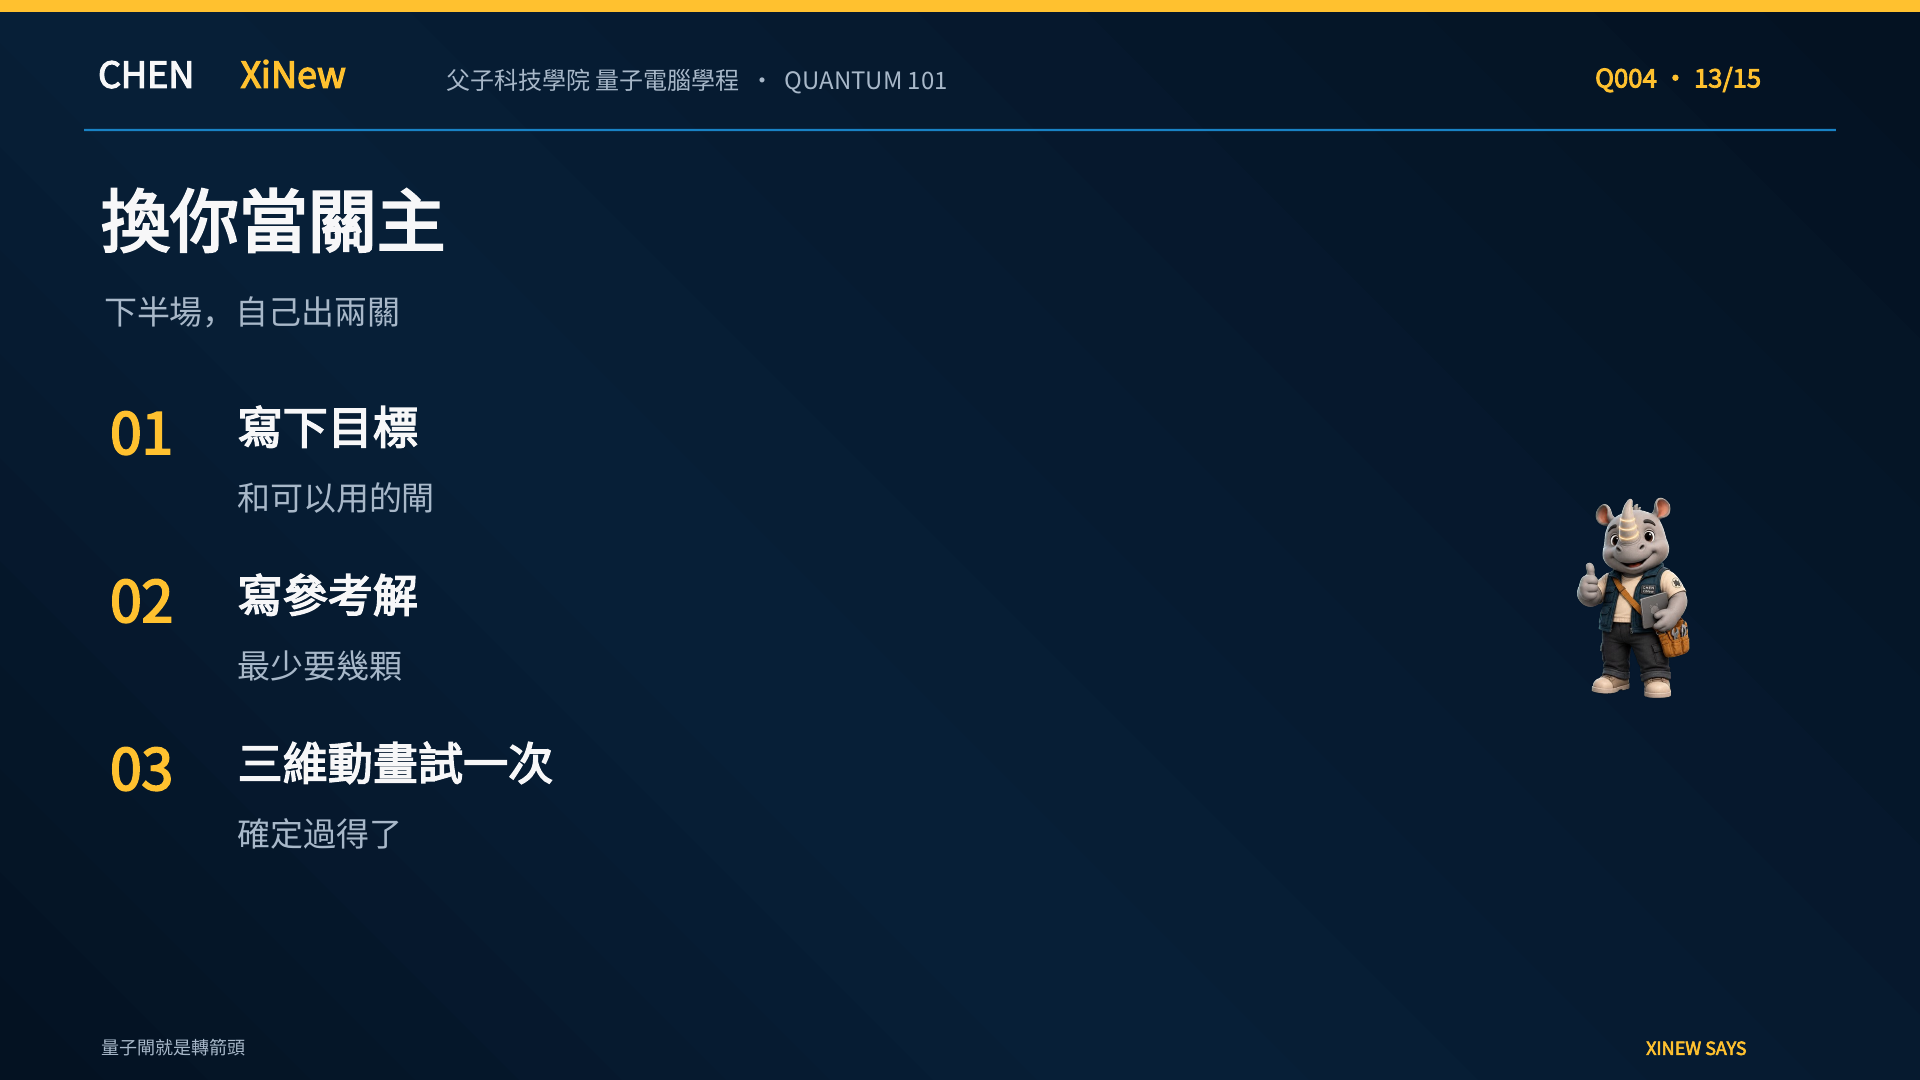 CHEN XiNew 父子科技學院 量子電腦學程 • QUANTUM 101 Q004 • 13/15
換你當關主
下半場，自己出兩關
01 寫下目標
和可以用的閘
02 寫參考解
最少要幾顆
03 三維動畫試一次
確定過得了
量子閘就是轉箭頭 XINEW SAYS